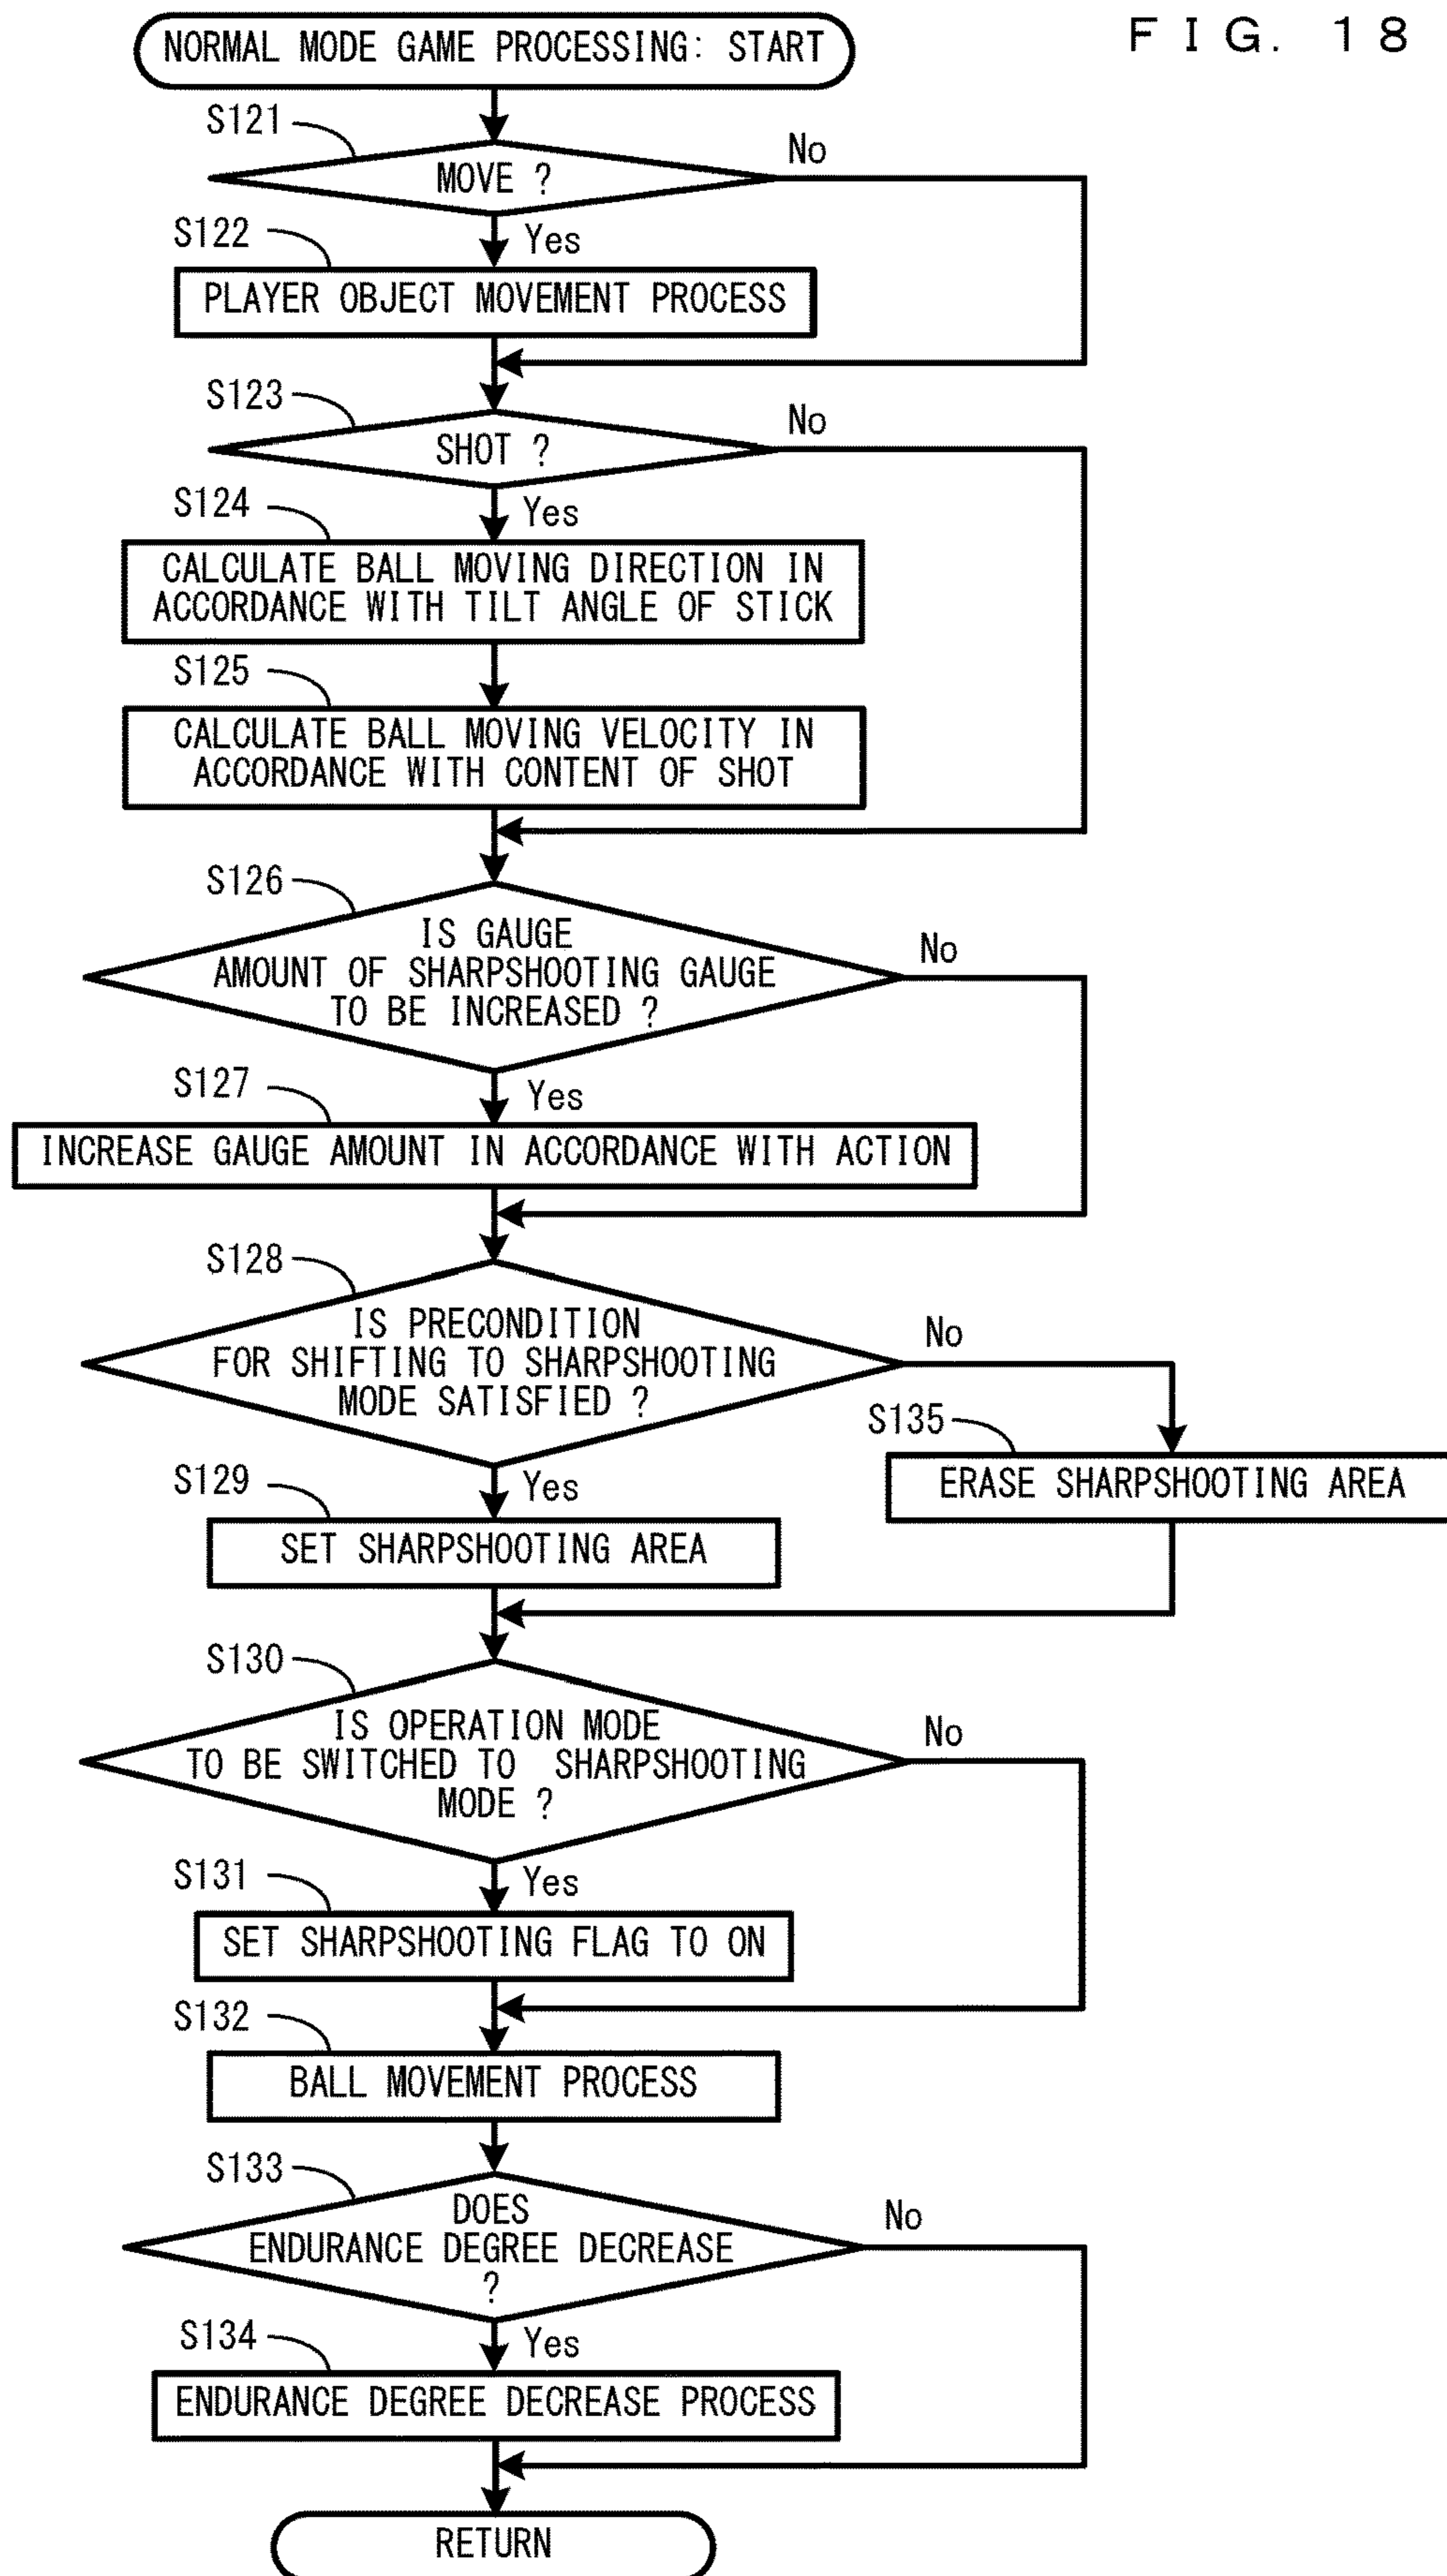 FIG. 18
NORMAL MODE GAME PROCESSING: START
S121
MOVE ?
No
Yes
S122
PLAYER OBJECT MOVEMENT PROCESS
S123
SHOT ?
No
Yes
S124
CALCULATE BALL MOVING DIRECTION IN
ACCORDANCE WITH TILT ANGLE OF STICK
S125
CALCULATE BALL MOVING VELOCITY IN
ACCORDANCE WITH CONTENT OF SHOT
S126
IS GAUGE
AMOUNT OF SHARPSHOOTING GAUGE
TO BE INCREASED ?
No
Yes
S127
INCREASE GAUGE AMOUNT IN ACCORDANCE WITH ACTION
S128
IS PRECONDITION
FOR SHIFTING TO SHARPSHOOTING
MODE SATISFIED ?
No
S135
ERASE SHARPSHOOTING AREA
Yes
S129
SET SHARPSHOOTING AREA
S130
IS OPERATION MODE
TO BE SWITCHED TO SHARPSHOOTING
MODE ?
No
Yes
S131
SET SHARPSHOOTING FLAG TO ON
S132
BALL MOVEMENT PROCESS
S133
DOES
ENDURANCE DEGREE DECREASE
?
No
Yes
S134
ENDURANCE DEGREE DECREASE PROCESS
RETURN